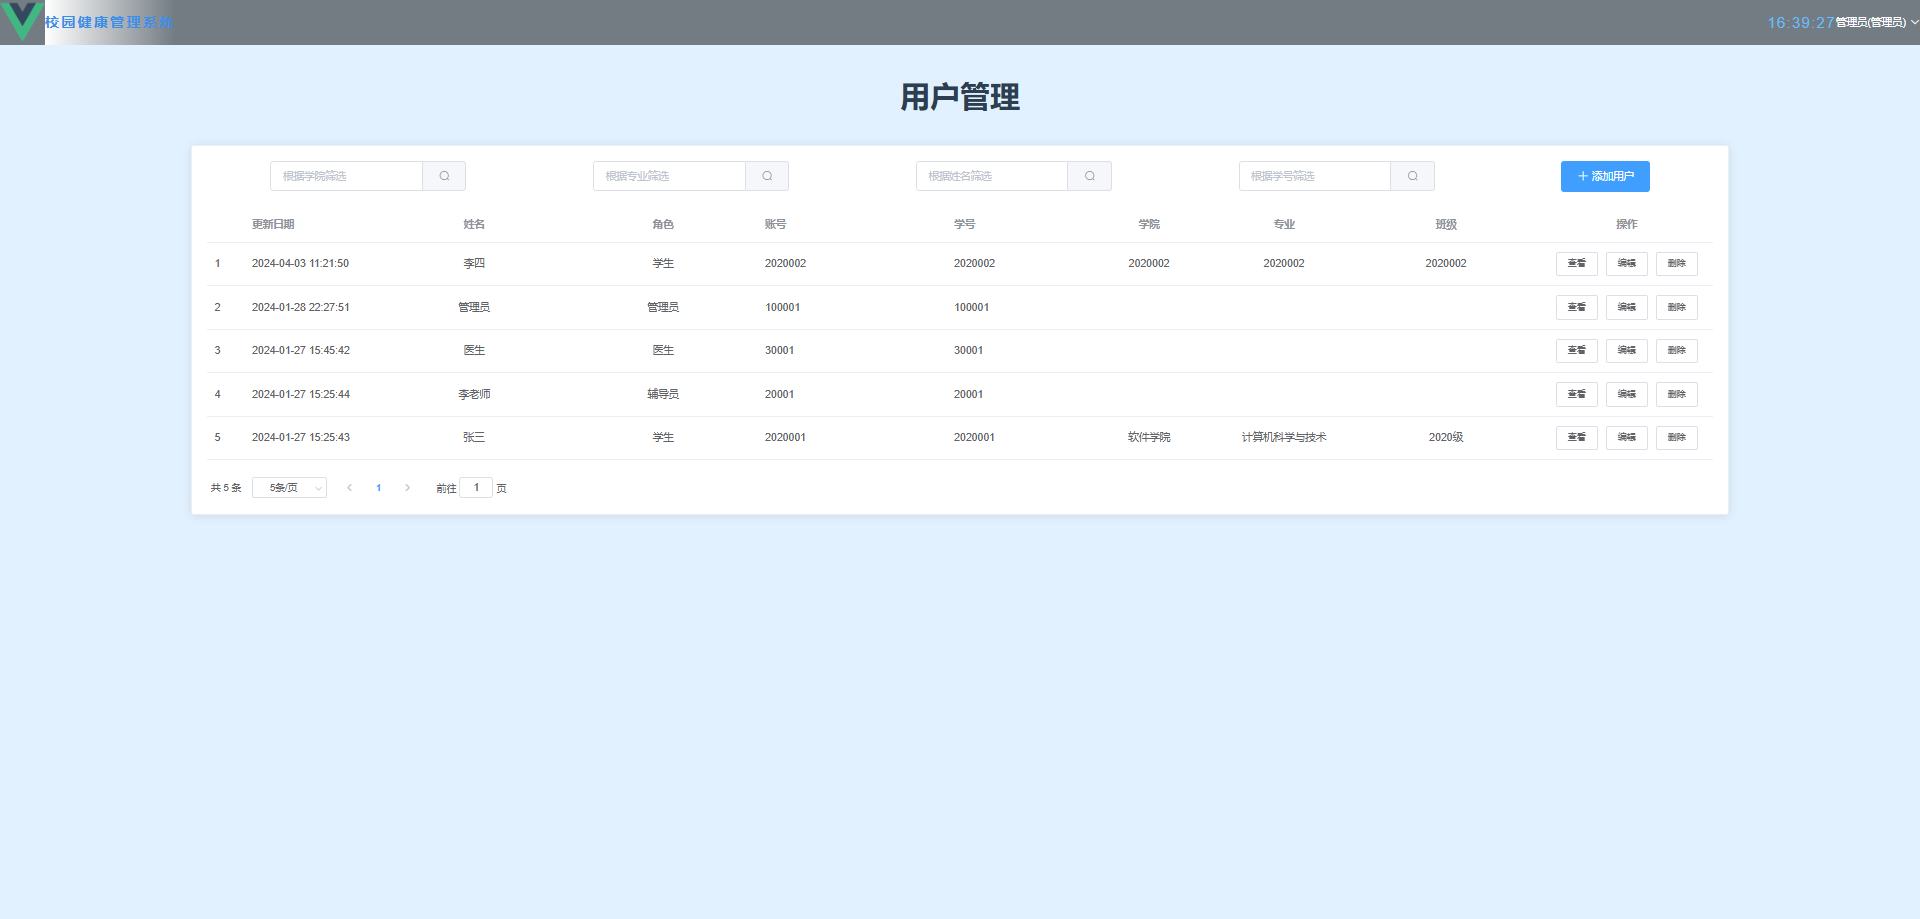 校园健康管理系统 16:39:27 管理员(管理员)
用户管理
根据学院筛选 根据专业筛选 根据姓名筛选 根据学号筛选 添加用户
更新日期 姓名 角色 账号 学号 学院 专业 班级 操作
1 2024-04-03 11:21:50 李四 学生 2020002 2020002 2020002 2020002 2020002 查看 编辑 删除
2 2024-01-28 22:27:51 管理员 管理员 100001 100001 查看 编辑 删除
3 2024-01-27 15:45:42 医生 医生 30001 30001 查看 编辑 删除
4 2024-01-27 15:25:44 李老师 辅导员 20001 20001 查看 编辑 删除
5 2024-01-27 15:25:43 张三 学生 2020001 2020001 软件学院 计算机科学与技术 2020级 查看 编辑 删除
共 5 条 5条/页 1 前往 1 页